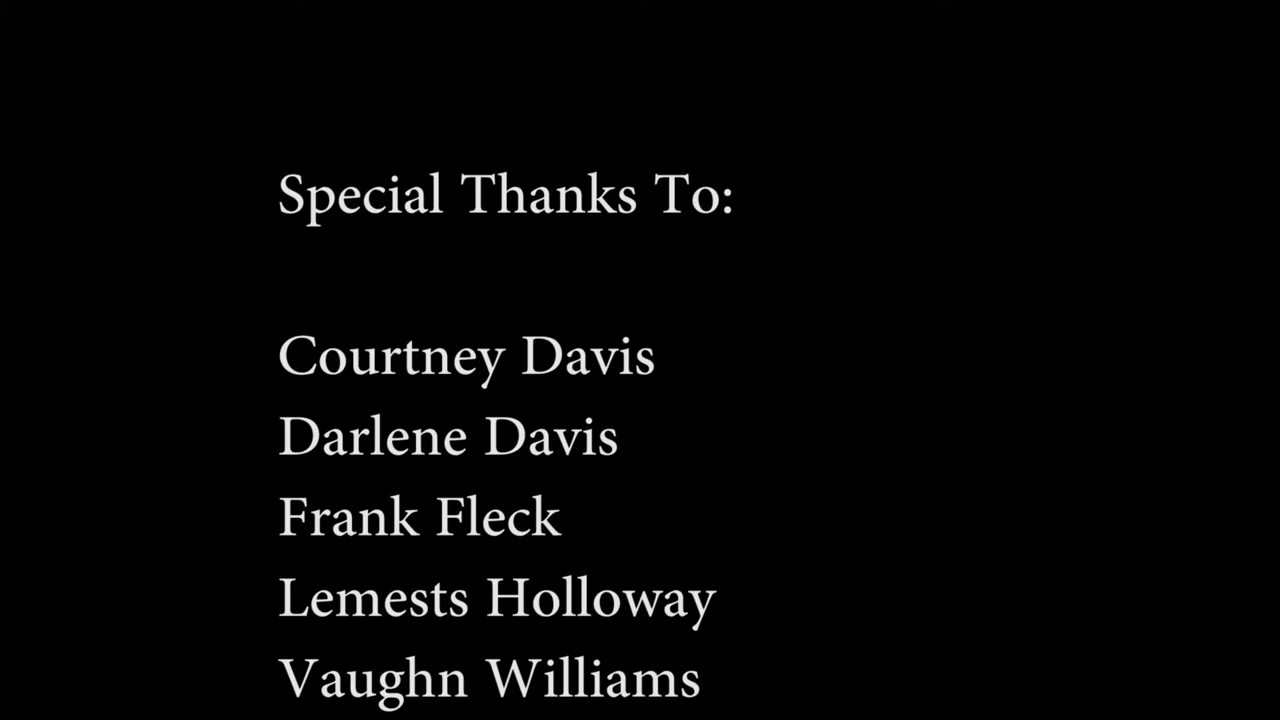 Special Thanks To:
Courtney Davis
Darlene Davis
Frank Fleck
Lemests Holloway
Vaughn Williams